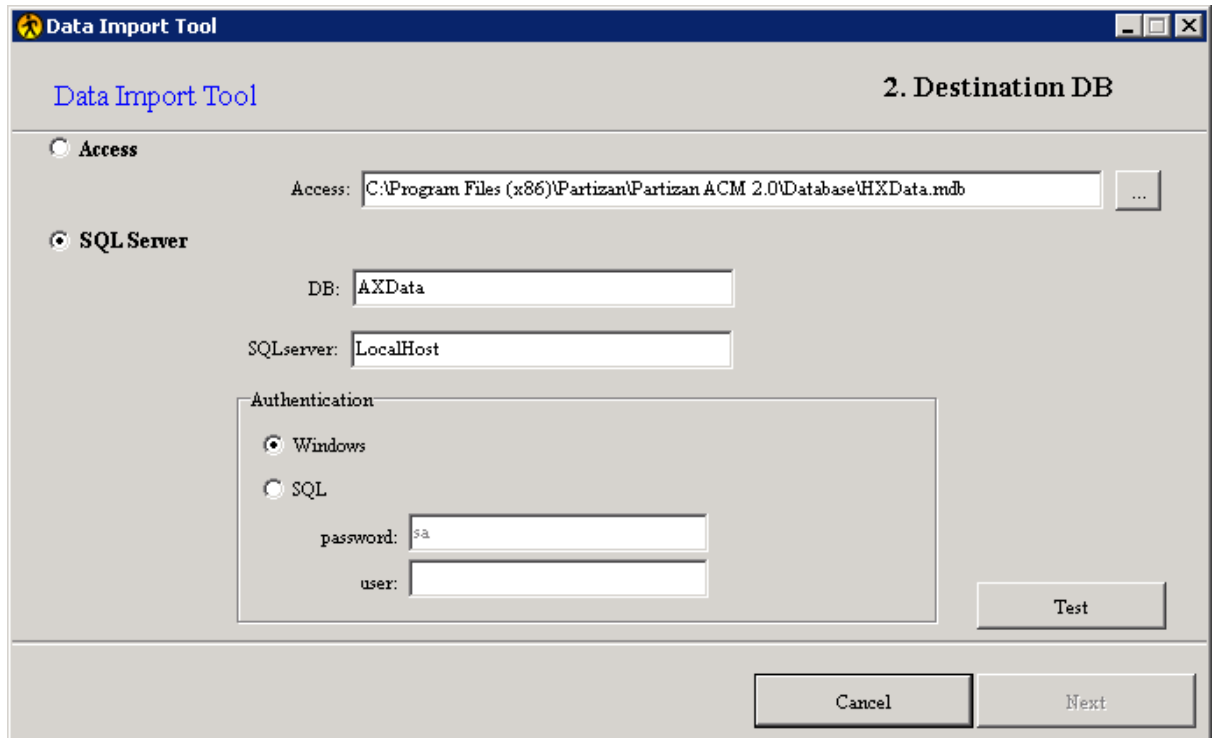 Data Import Tool
Data Import Tool
2. Destination DB
Access
Access: C:\Program Files (x86)\Partizan\Partizan ACM 2.0\Database\HXData.mdb ...
SQL Server
DB: AXData
SQLserver: LocalHost
Authentication
Windows
SQL
password: sa
user:
Test
Cancel
Next